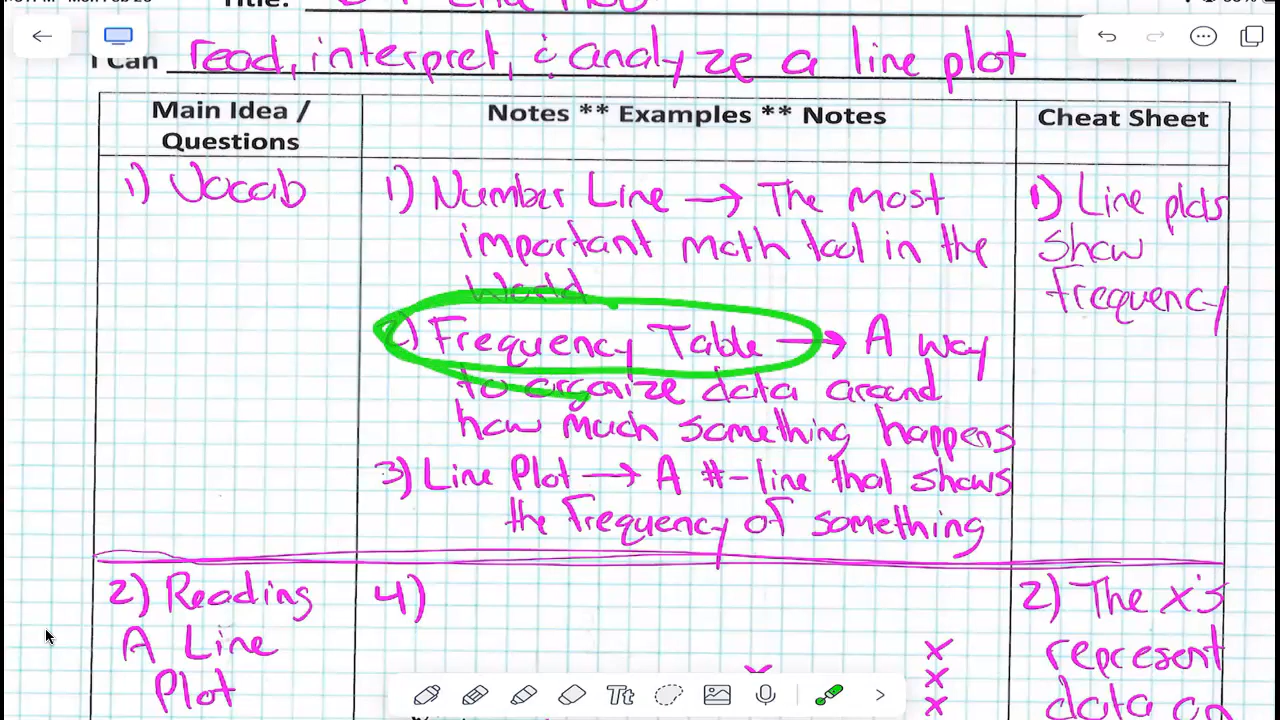 Title:
I Can read, interpret, & analyze a line plot
Main Idea / Questions
Notes ** Examples ** Notes
Cheat Sheet
1) Vocab
1) Number Line → The most
important math tool in the
World
2) Frequency Table → A way
to organize data around
how much something happens
3) Line Plot → A #-line that shows
the frequency of something
1) Line plots
show
frequency
2) Reading
A Line
Plot
4)
x
x
x
x
2) The x's
represent
data on
Tt